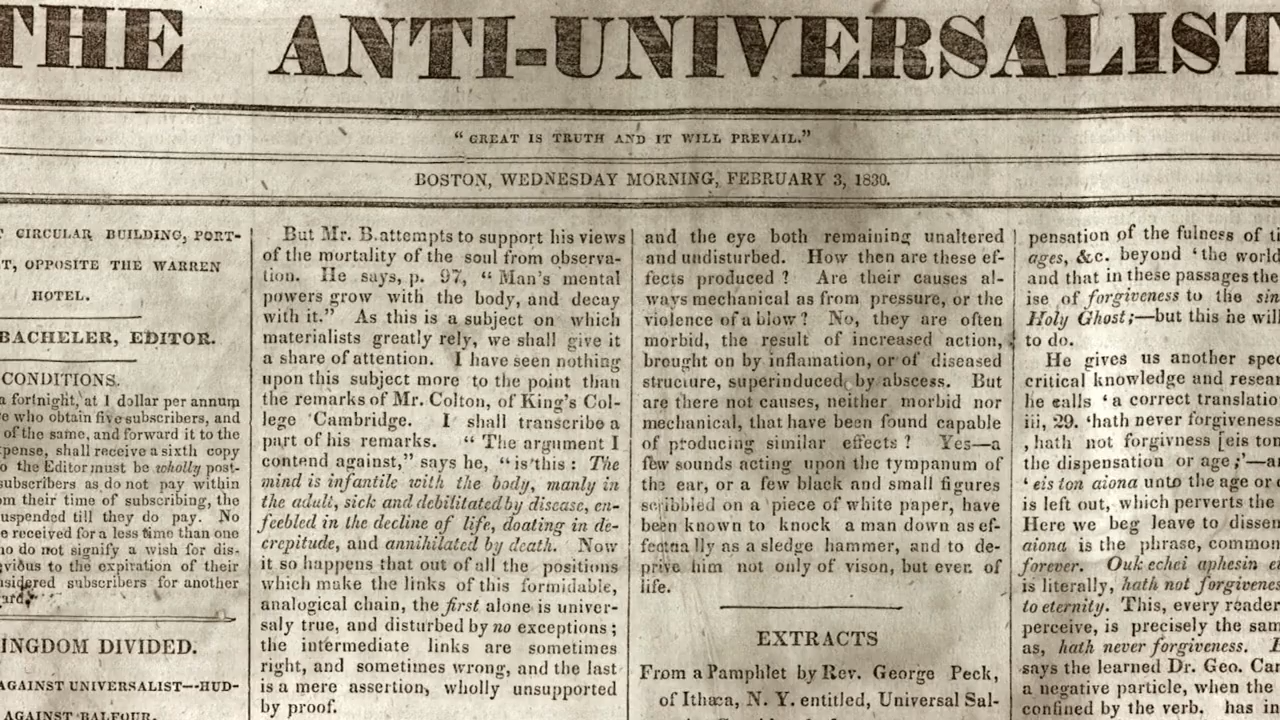 THE ANTI-UNIVERSALIST
"GREAT IS TRUTH AND IT WILL PREVAIL."
BOSTON, WEDNESDAY MORNING, FEBRUARY 3, 1830.
CIRCULAR BUILDING, PORT-
T, OPPOSITE THE WARREN
HOTEL.
BACHELER, EDITOR.
CONDITIONS.
a fortnight, at 1 dollar per annum
e who obtain five subscribers, and
of the same, and forward it to the
pense, shall receive a sixth copy
o the Editor must be wholly post-
subscribers as do not pay within
om their time of subscribing, the
uspended till they do pay. No
e received for a less time than one
ho do not signify a wish for dis-
vious to the expiration of their
nsidered subscribers for another
INGDOM DIVIDED.
AGAINST UNIVERSALIST--HUD-
AGAINST BALFOUR.
But Mr. B. attempts to support his views
of the mortality of the soul from observa-
tion. He says, p. 97, "Man's mental
powers grow with the body, and decay
with it." As this is a subject on which
materialists greatly rely, we shall give it
a share of attention. I have seen nothing
upon this subject more to the point than
the remarks of Mr. Colton, of King's Col-
lege Cambridge. I shall transcribe a
part of his remarks. "The argument I
contend against," says he, "is this: The
mind is infantile with the body, manly in
the adult, sick and debilitated by disease, en-
feebled in the decline of life, doating in de-
crepitude, and annihilated by death. Now
it so happens that out of all the positions
which make the links of this formidable,
analogical chain, the first alone is univer-
saly true, and disturbed by no exceptions;
the intermediate links are sometimes
right, and sometimes wrong, and the last
is a mere assertion, wholly unsupported
by proof.
and the eye both remaining unaltered
and undisturbed. How then are these ef-
fects produced? Are their causes al-
ways mechanical as from pressure, or the
violence of a blow? No, they are often
morbid, the result of increased action,
brought on by inflamation, or of diseased
structure, superinduced by abscess. But
are there not causes, neither morbid nor
mechanical, that have been found capable
of producing similar effects? Yes—a
few sounds acting upon the tympanum of
the ear, or a few black and small figures
scribbled on a piece of white paper, have
been known to knock a man down as ef-
fectually as a sledge hammer, and to de-
prive him not only of vison, but even of
life.
EXTRACTS
From a Pamphlet by Rev. George Peck,
of Ithaca, N. Y. entitled, Universal Sal-
pensation of the fulness of ti
ages, &c. beyond 'the world
and that in these passages the
ise of forgiveness to the sin
Holy Ghost;—but this he will
to do.
He gives us another spec
critical knowledge and resear
he calls 'a correct translatio
iii, 29. 'hath never forgiveness
, hath not forgivness [eis ton
the dispensation or age;'—a
'eis ton aiona unto the age or
is left out, which perverts the
Here we beg leave to dissen
aiona is the phrase, common
forever. Ouk echei aphesin ei
is literally, hath not forgivenes
to eternity. This, every reader
perceive, is precisely the sam
as, hath never forgiveness.
says the learned Dr. Geo. Ca
a negative particle, when the
confined by the verb. has in